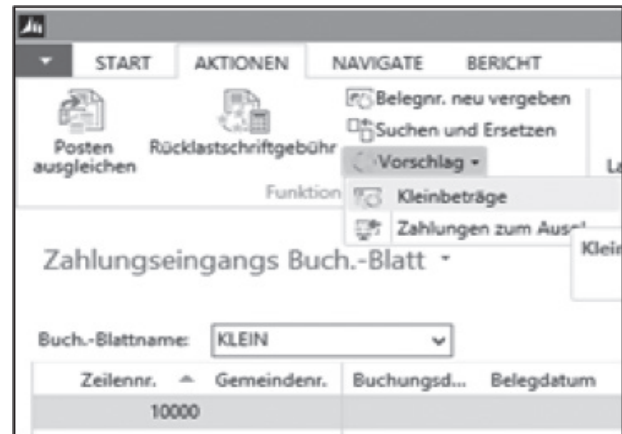 START AKTIONEN NAVIGATE BERICHT
Posten ausgleichen
Rücklastschriftgebühr
Belegnr. neu vergeben
Suchen und Ersetzen
Vorschlag
Funktion
Kleinbeträge
Zahlungen zum
Zahlungseingangs Buch.-Blatt
Buch.-Blattname: KLEIN
Zeilennr. Gemeindenr. Buchungsd... Belegdatum
10000